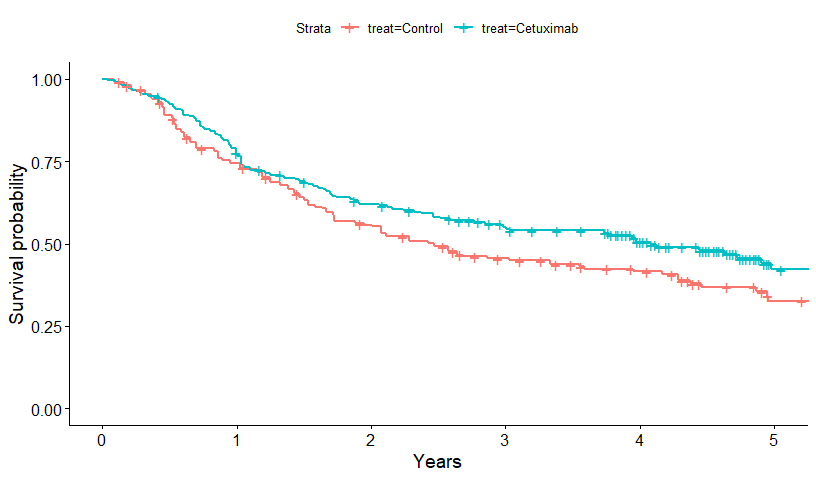 Strata treat=Control treat=Cetuximab
1.00
0.75
0.50
0.25
0.00
Survival probability
0 1 2 3 4 5
Years